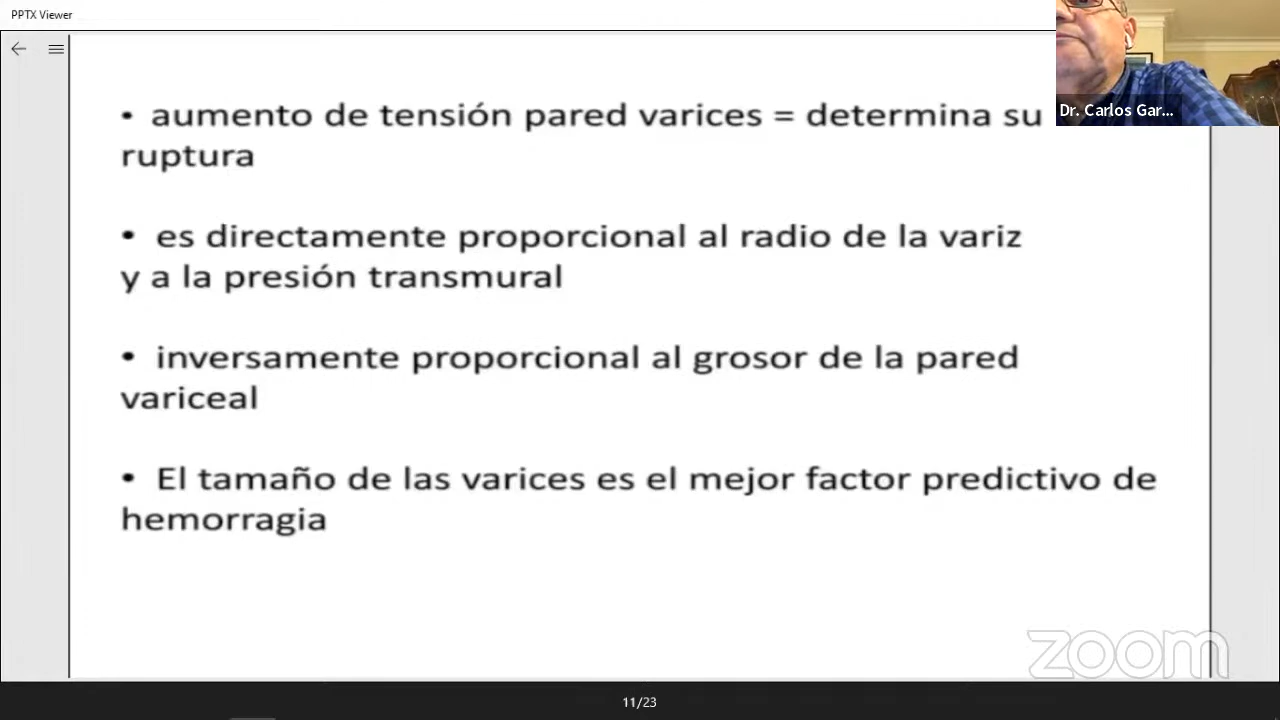 PPTX Viewer
Dr. Carlos Gar...
• aumento de tensión pared varices = determina su
ruptura
• es directamente proporcional al radio de la variz
y a la presión transmural
• inversamente proporcional al grosor de la pared
variceal
• El tamaño de las varices es el mejor factor predictivo de
hemorragia
zoom
11/23